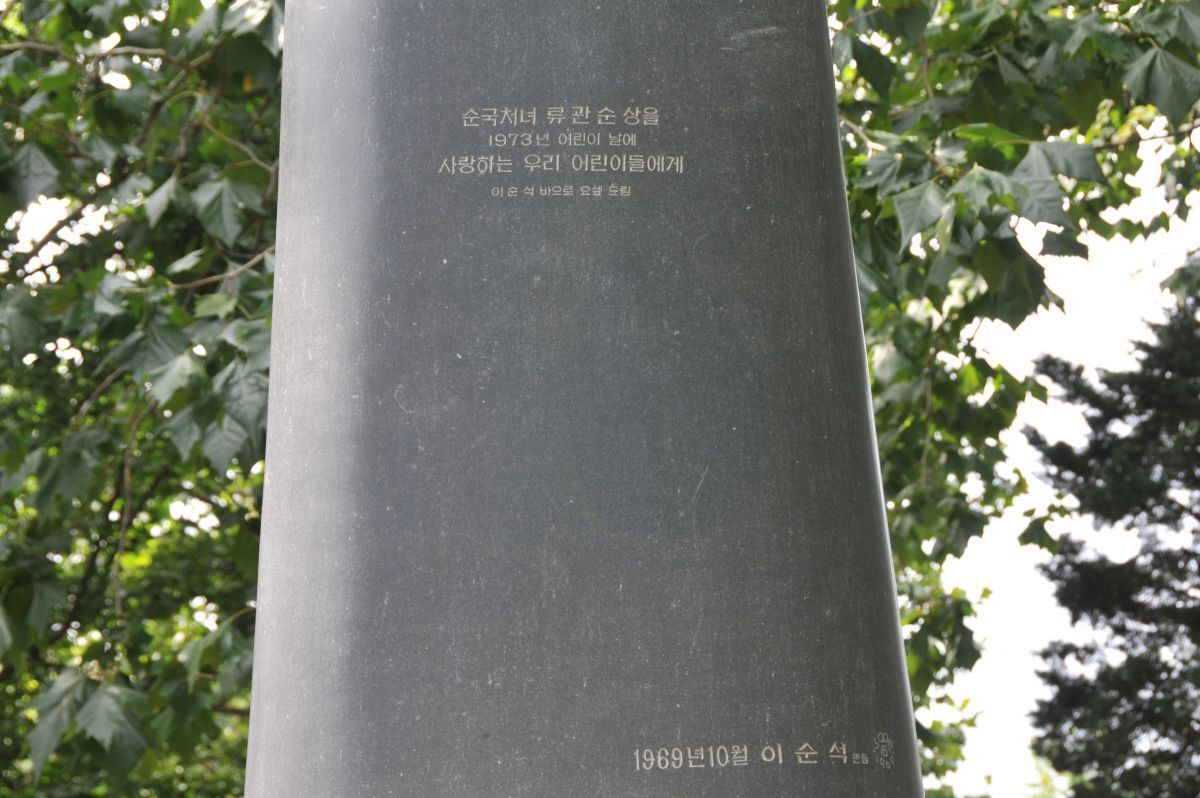 순국처녀 류관순상을
1973년 어린이 날에
사랑하는 우리 어린이들에게
이순석 바오로 요셉 드림
1969년10월 이순석 만듬